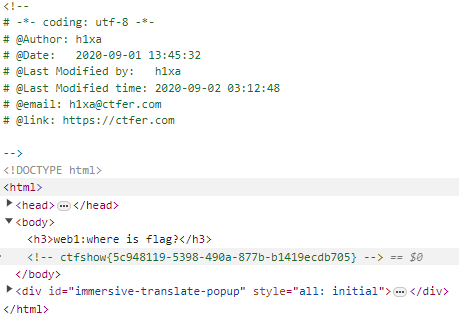 <!--
# -*- coding: utf-8 -*-
# @Author: h1xa
# @Date:   2020-09-01 13:45:32
# @Last Modified by:   h1xa
# @Last Modified time: 2020-09-02 03:12:48
# @email: h1xa@ctfer.com
# @link: https://ctfer.com
-->
<!DOCTYPE html>
<html>
<head> ⋯ </head>
<body>
<h3>web1:where is flag?</h3>
<!-- ctfshow{5c948119-5398-490a-877b-b1419ecdb705} --> == $0
</body>
<div id="immersive-translate-popup" style="all: initial"> ⋯ </div>
</html>